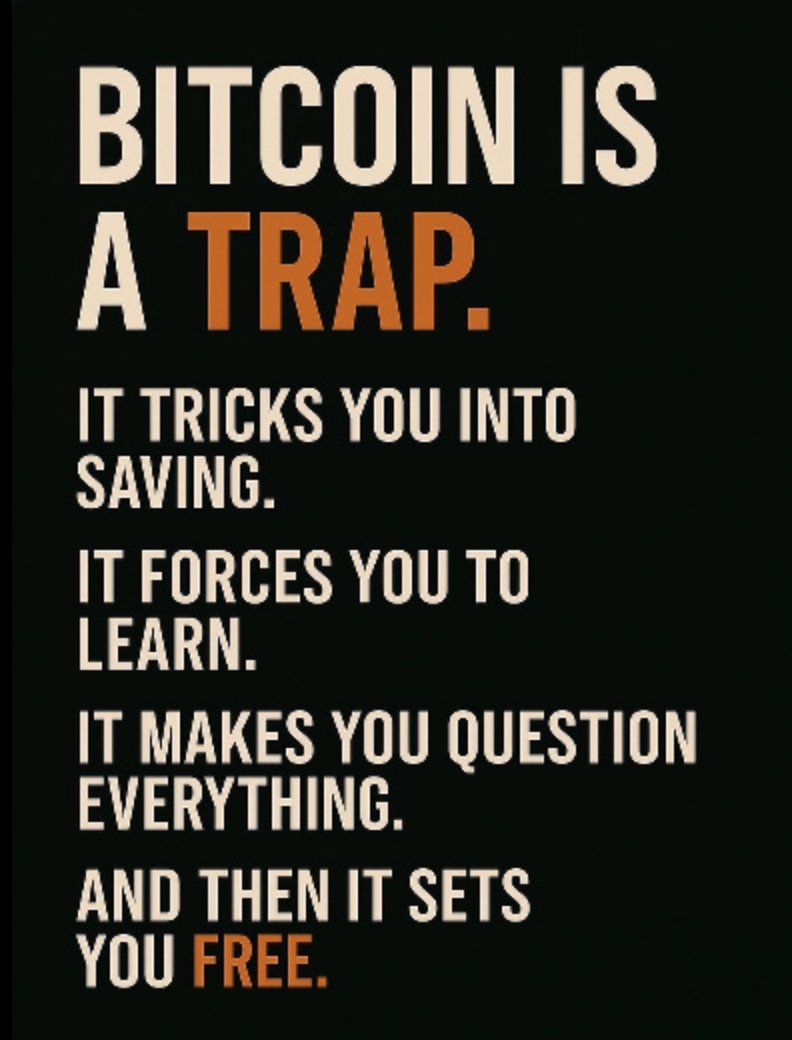 BITCOIN IS
A TRAP.
IT TRICKS YOU INTO
SAVING.
IT FORCES YOU TO
LEARN.
IT MAKES YOU QUESTION
EVERYTHING.
AND THEN IT SETS
YOU FREE.